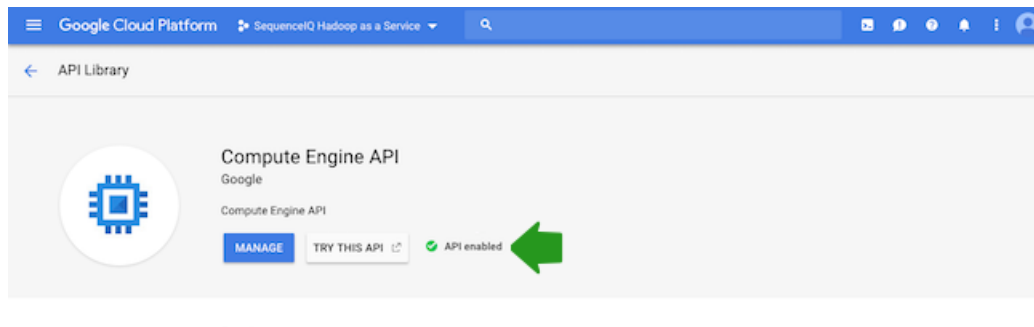 Google Cloud Platform SequenceIQ Hadoop as a Service
API Library
Compute Engine API
Google
Compute Engine API
MANAGE TRY THIS API API enabled